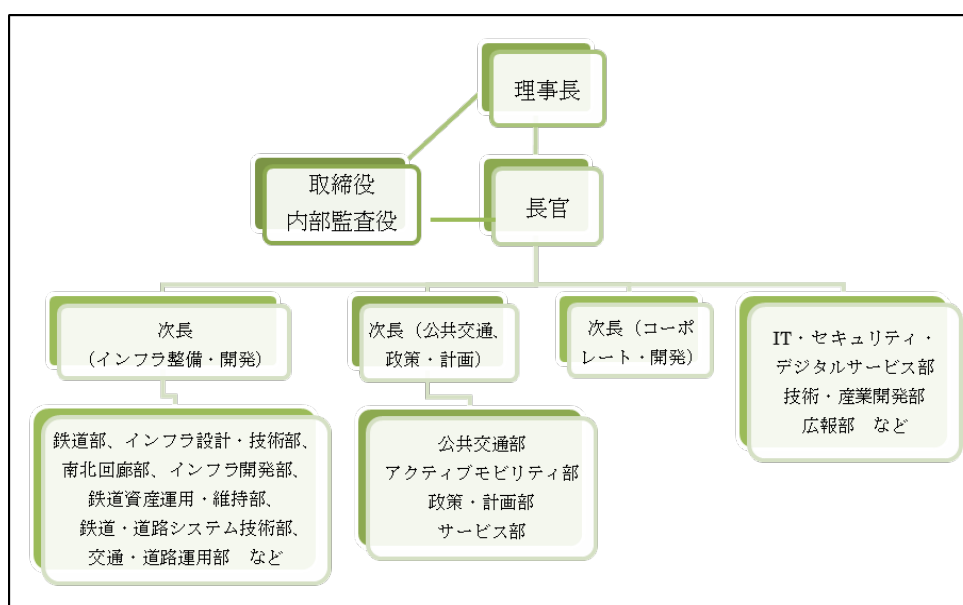 理事長
取締役
内部監査役
長官
次長
(インフラ整備・開発)
次長(公共交通、
政策・計画)
次長(コーポ
レート・開発)
IT・セキュリティ・
デジタルサービス部
技術・産業開発部
広報部 など
鉄道部、インフラ設計・技術部、
南北回廊部、インフラ開発部、
鉄道資産運用・維持部、
鉄道・道路システム技術部、
交通・道路運用部 など
公共交通部
アクティブモビリティ部
政策・計画部
サービス部